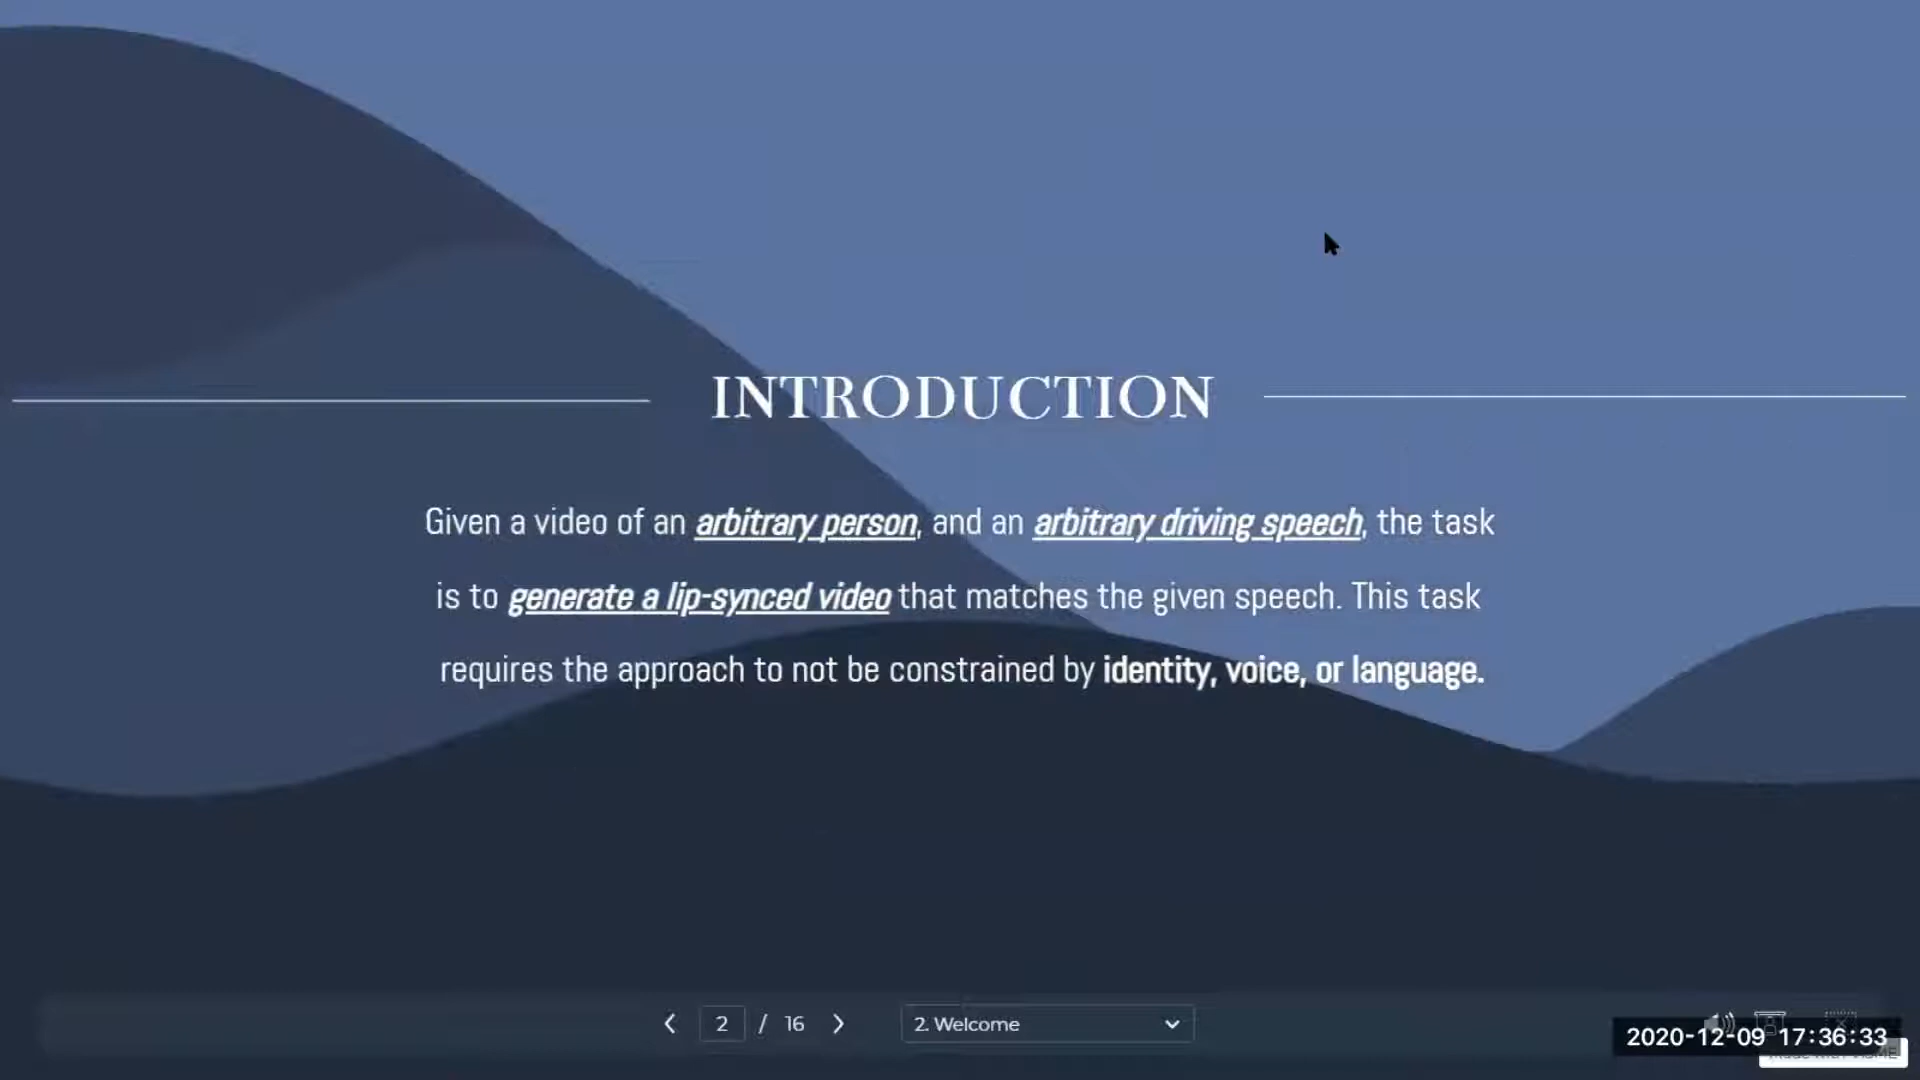 INTRODUCTION
Given a video of an arbitrary person, and an arbitrary driving speech, the task
is to generate a lip-synced video that matches the given speech. This task
requires the approach to not be constrained by identity, voice, or language.
2 / 16
2. Welcome
2020-12-09 17:36:33